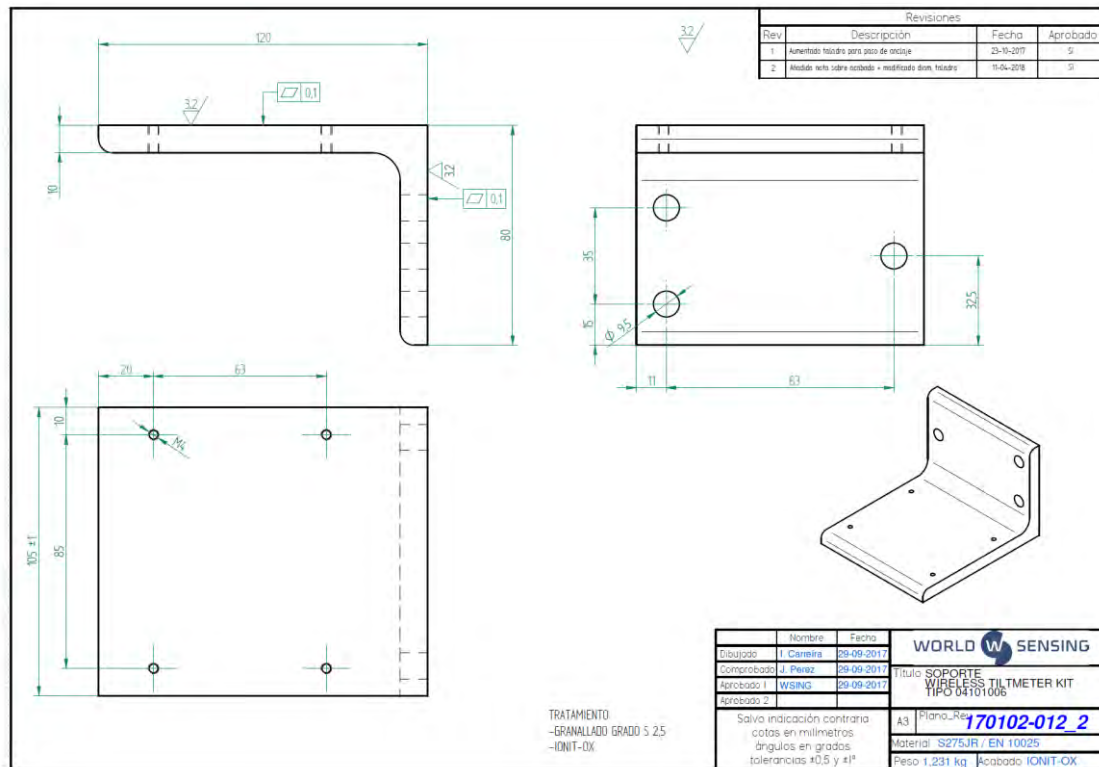 Revisiones
Rev Descripción Fecha Aprobado
1 Aumentado taladro para paso de anclaje 23-10-2017 SI
2 Añadido nota sobre acabado + modificado diam. taladro 11-04-2018 SI
3.2
120
0,1
3.2
10
3.2
0,1
80
35
15
Ø 9,5
32,5
11
63
20
63
10
M4
105 ±1
85
TRATAMIENTO
-GRANALLADO GRADO S 2,5
-IONIT-OX
Nombre Fecha
Dibujado I. Carreira 29-09-2017
Comprobado J. Perez 29-09-2017
Aprobado 1 WSING 29-09-2017
Aprobado 2
Salvo indicación contraria
cotas en milímetros
ángulos en grados
tolerancias ±0,5 y ±1º
WORLD SENSING
Título SOPORTE
WIRELESS TILTMETER KIT
TIPO 04101006
A3 Plano_Rev 170102-012_2
Material S275JR / EN 10025
Peso 1,231 kg Acabado IONIT-OX